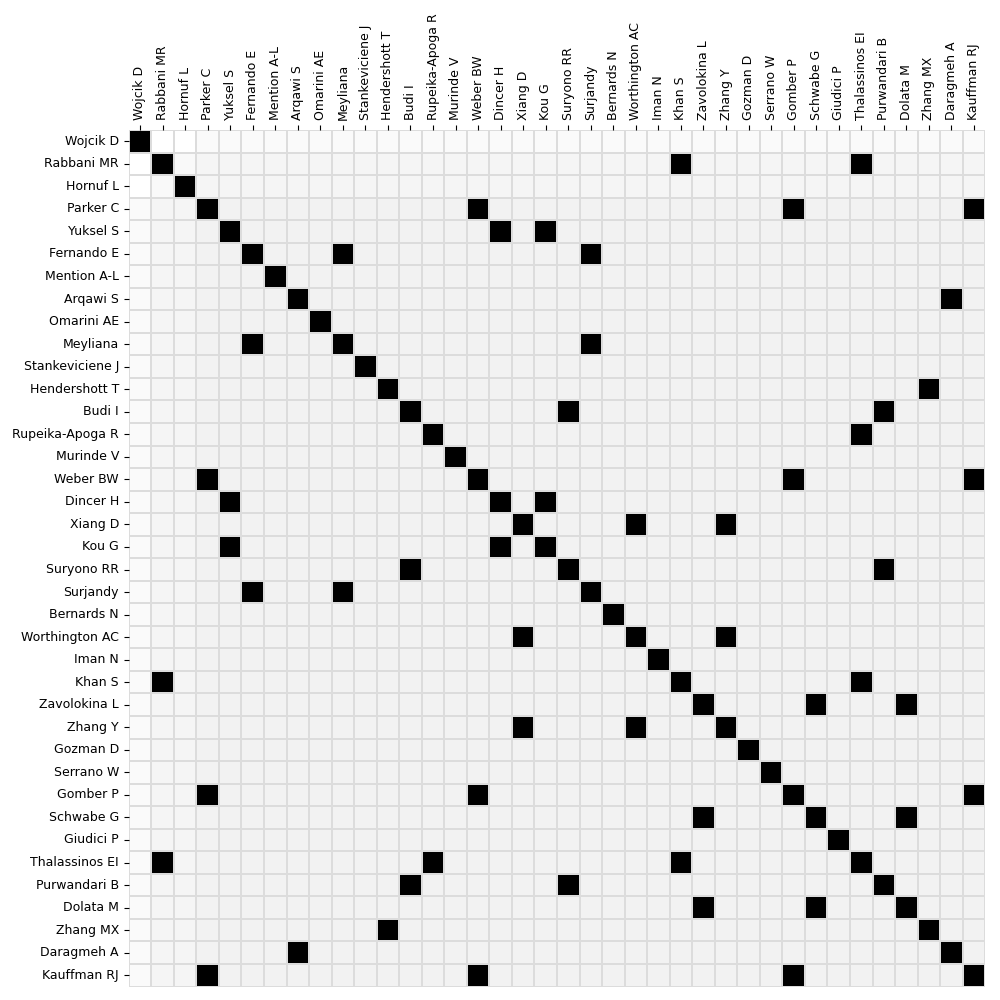 Wojcik D
Rabbani MR
Hornuf L
Parker C
Yuksel S
Fernando E
Mention A-L
Arqawi S
Omarini AE
Meyliana
Stankeviciene J
Hendershott T
Budi I
Rupeika-Apoga R
Murinde V
Weber BW
Dincer H
Xiang D
Kou G
Suryono RR
Surjandy
Bernards N
Worthington AC
Iman N
Khan S
Zavolokina L
Zhang Y
Gozman D
Serrano W
Gomber P
Schwabe G
Giudici P
Thalassinos EI
Purwandari B
Dolata M
Zhang MX
Daragmeh A
Kauffman RJ
Wojcik D
Rabbani MR
Hornuf L
Parker C
Yuksel S
Fernando E
Mention A-L
Arqawi S
Omarini AE
Meyliana
Stankeviciene J
Hendershott T
Budi I
Rupeika-Apoga R
Murinde V
Weber BW
Dincer H
Xiang D
Kou G
Suryono RR
Surjandy
Bernards N
Worthington AC
Iman N
Khan S
Zavolokina L
Zhang Y
Gozman D
Serrano W
Gomber P
Schwabe G
Giudici P
Thalassinos EI
Purwandari B
Dolata M
Zhang MX
Daragmeh A
Kauffman RJ